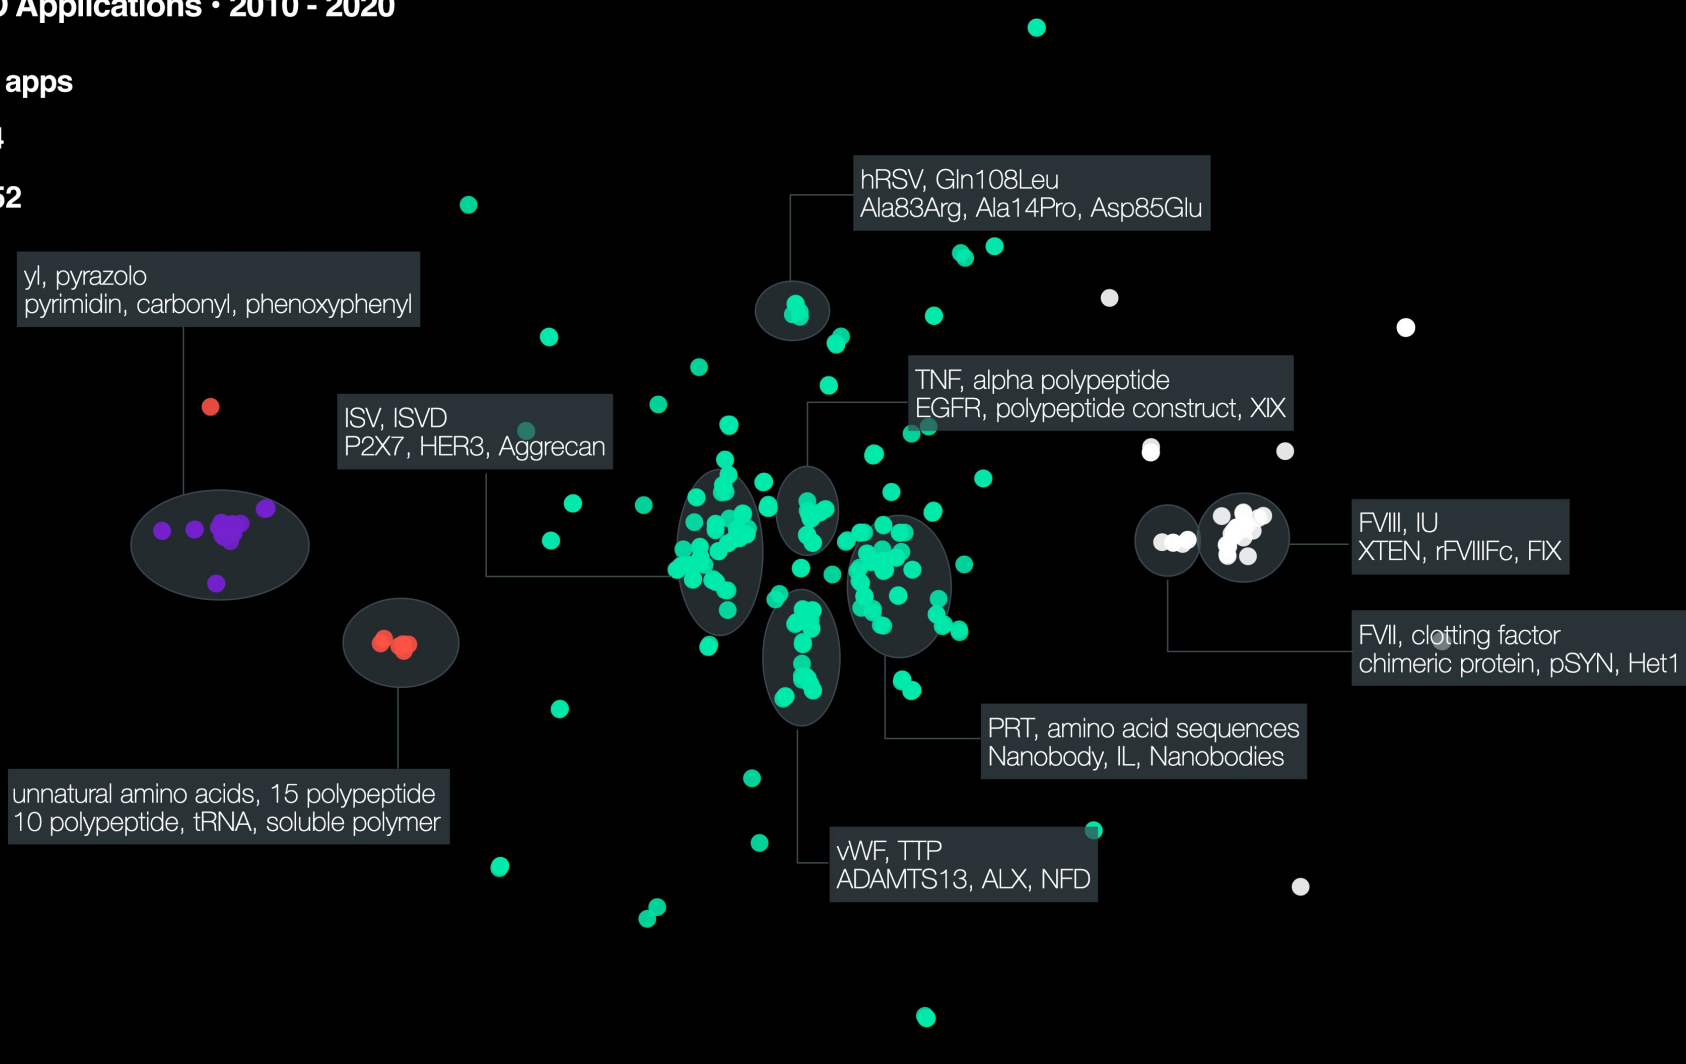 Applications • 2010 - 2020
apps
52
hRSV, Gln108Leu
Ala83Arg, Ala14Pro, Asp85Glu
yl, pyrazolo
pyrimidin, carbonyl, phenoxyphenyl
TNF, alpha polypeptide
EGFR, polypeptide construct, XIX
ISV, ISVD
P2X7, HER3, Aggrecan
FVIII, IU
XTEN, rFVIIIFc, FIX
FVII, clotting factor
chimeric protein, pSYN, Het1
PRT, amino acid sequences
Nanobody, IL, Nanobodies
unnatural amino acids, 15 polypeptide
10 polypeptide, tRNA, soluble polymer
vWF, TTP
ADAMTS13, ALX, NFD